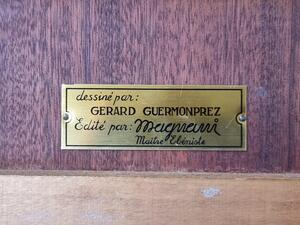 dessiné par:
GERARD GUERMONPREZ
Edité par: Magnani
Maître Ebéniste